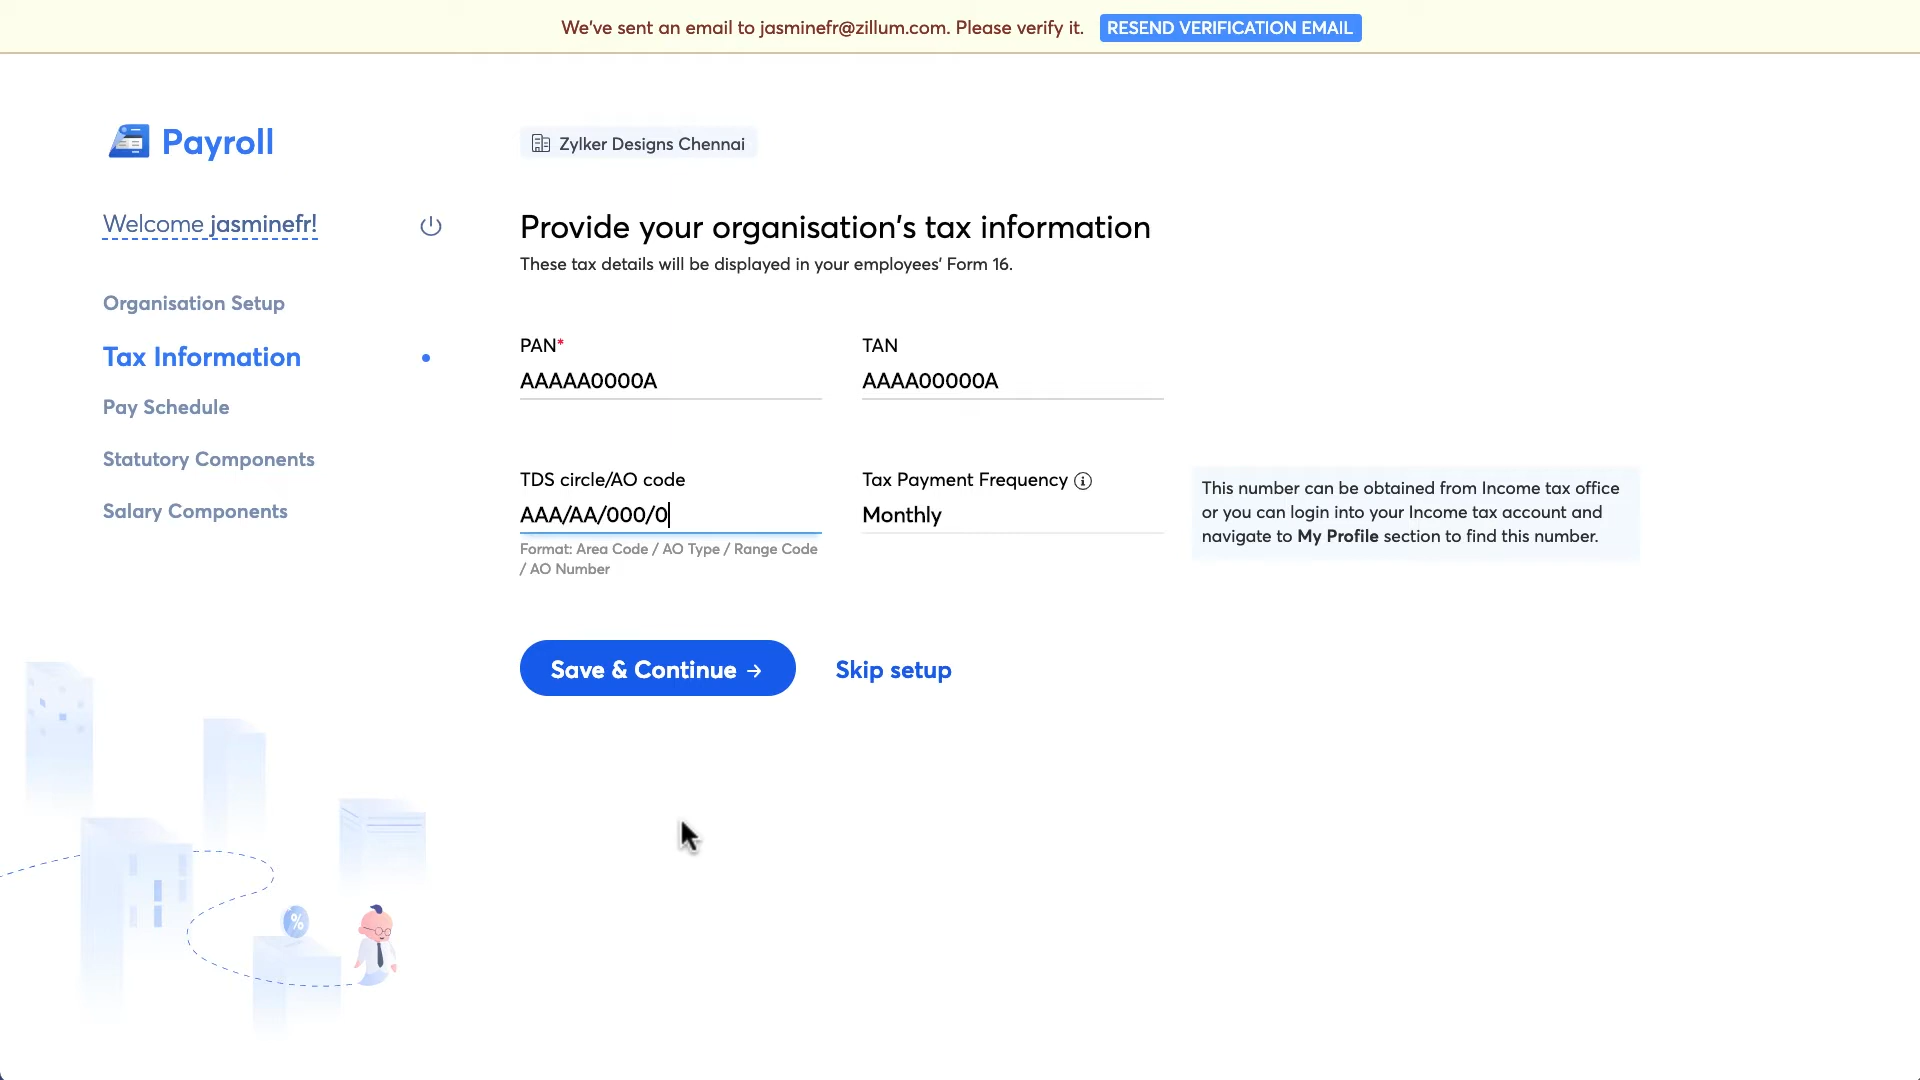 We've sent an email to jasminefr@zillum.com. Please verify it. RESEND VERIFICATION EMAIL
Payroll
Welcome jasminefr!
Organisation Setup
Tax Information
Pay Schedule
Statutory Components
Salary Components
Zylker Designs Chennai
Provide your organisation's tax information
These tax details will be displayed in your employees' Form 16.
PAN*
AAAAA0000A
TAN
AAAA00000A
TDS circle/AO code
AAA/AA/000/0
Format: Area Code / AO Type / Range Code
/ AO Number
Tax Payment Frequency
Monthly
This number can be obtained from Income tax office
or you can login into your Income tax account and
navigate to My Profile section to find this number.
Save & Continue →
Skip setup
%